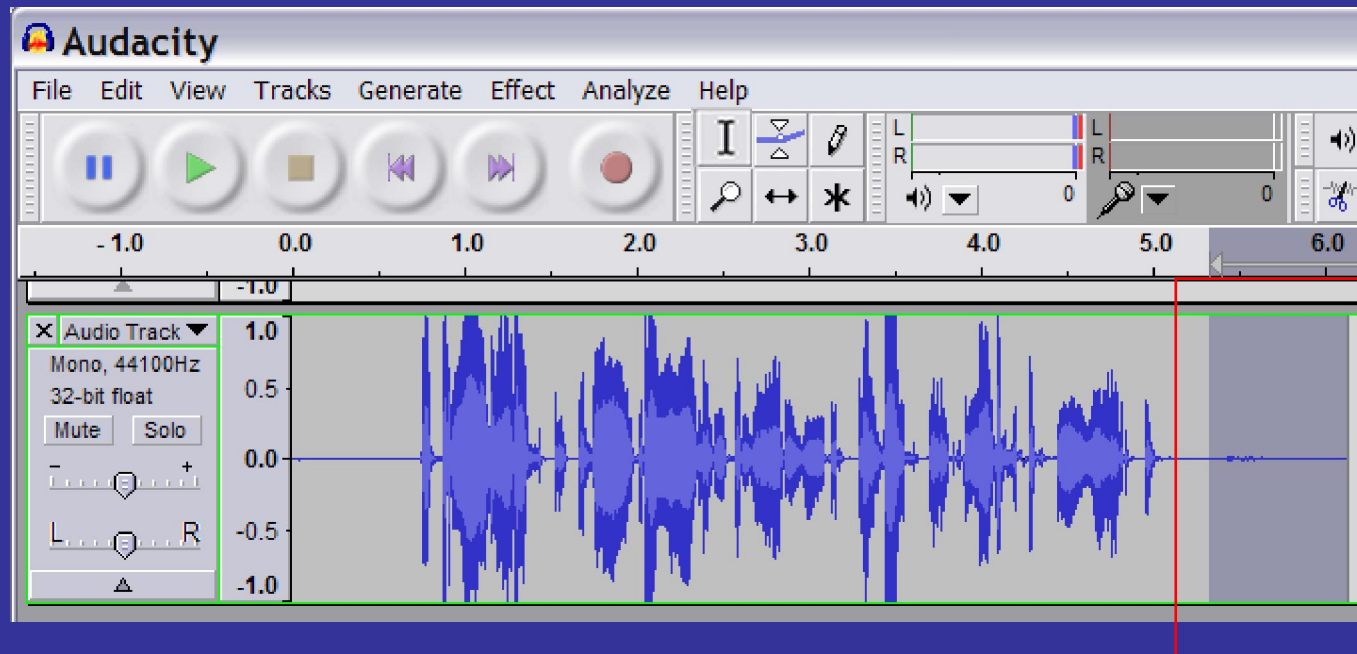 Audacity
File Edit View Tracks Generate Effect Analyze Help
L L
R R
0 0
- 1.0 0.0 1.0 2.0 3.0 4.0 5.0 6.0
-1.0
X Audio Track 1.0
Mono, 44100Hz
32-bit float 0.5
Mute Solo
- + 0.0
L R -0.5
-1.0